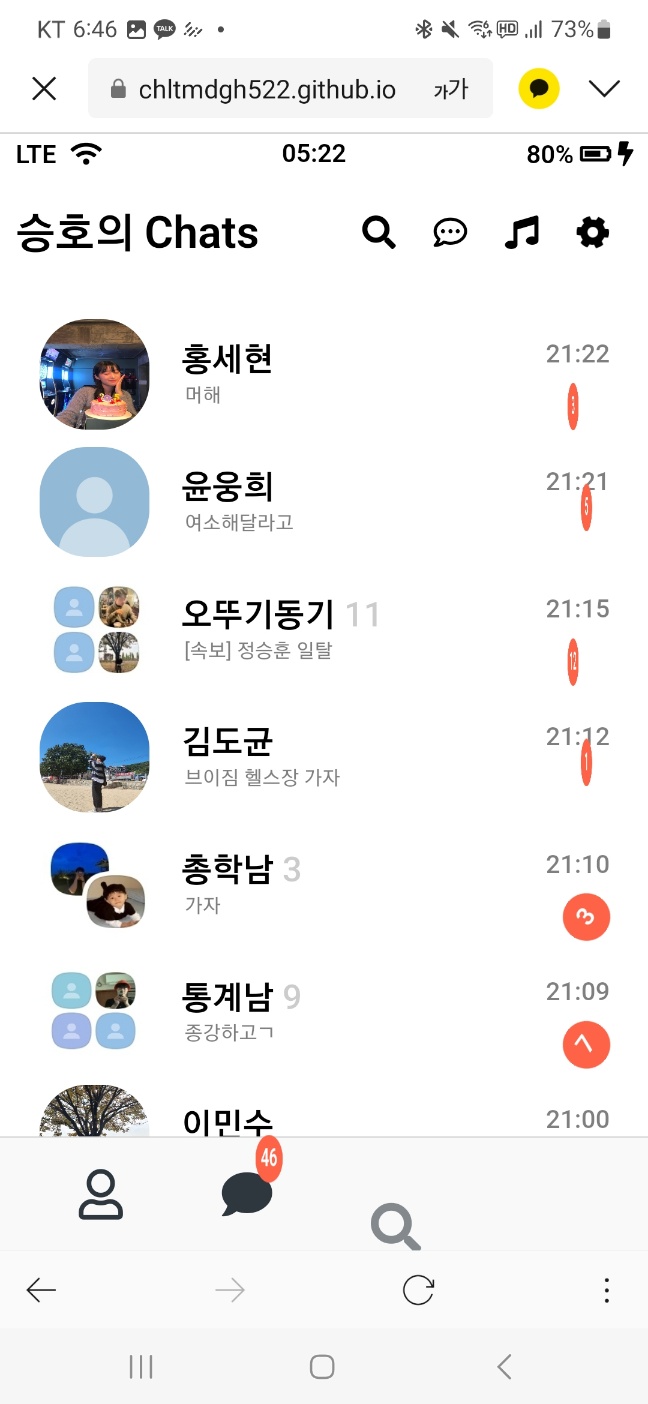 KT 6:46 TALK HD 73%
chltmdgh522.github.io 가가
LTE 05:22 80%
승호의 Chats
홍세현 21:22
머해 3
윤웅희 21:21
여소해달라고 5
오뚜기동기 11 21:15
[속보] 정승훈 일탈 12
김도균 21:12
브이짐 헬스장 가자 1
총학남 3 21:10
가자 3
통계남 9 21:09
종강하고ㄱ 7
이민수 21:00
46